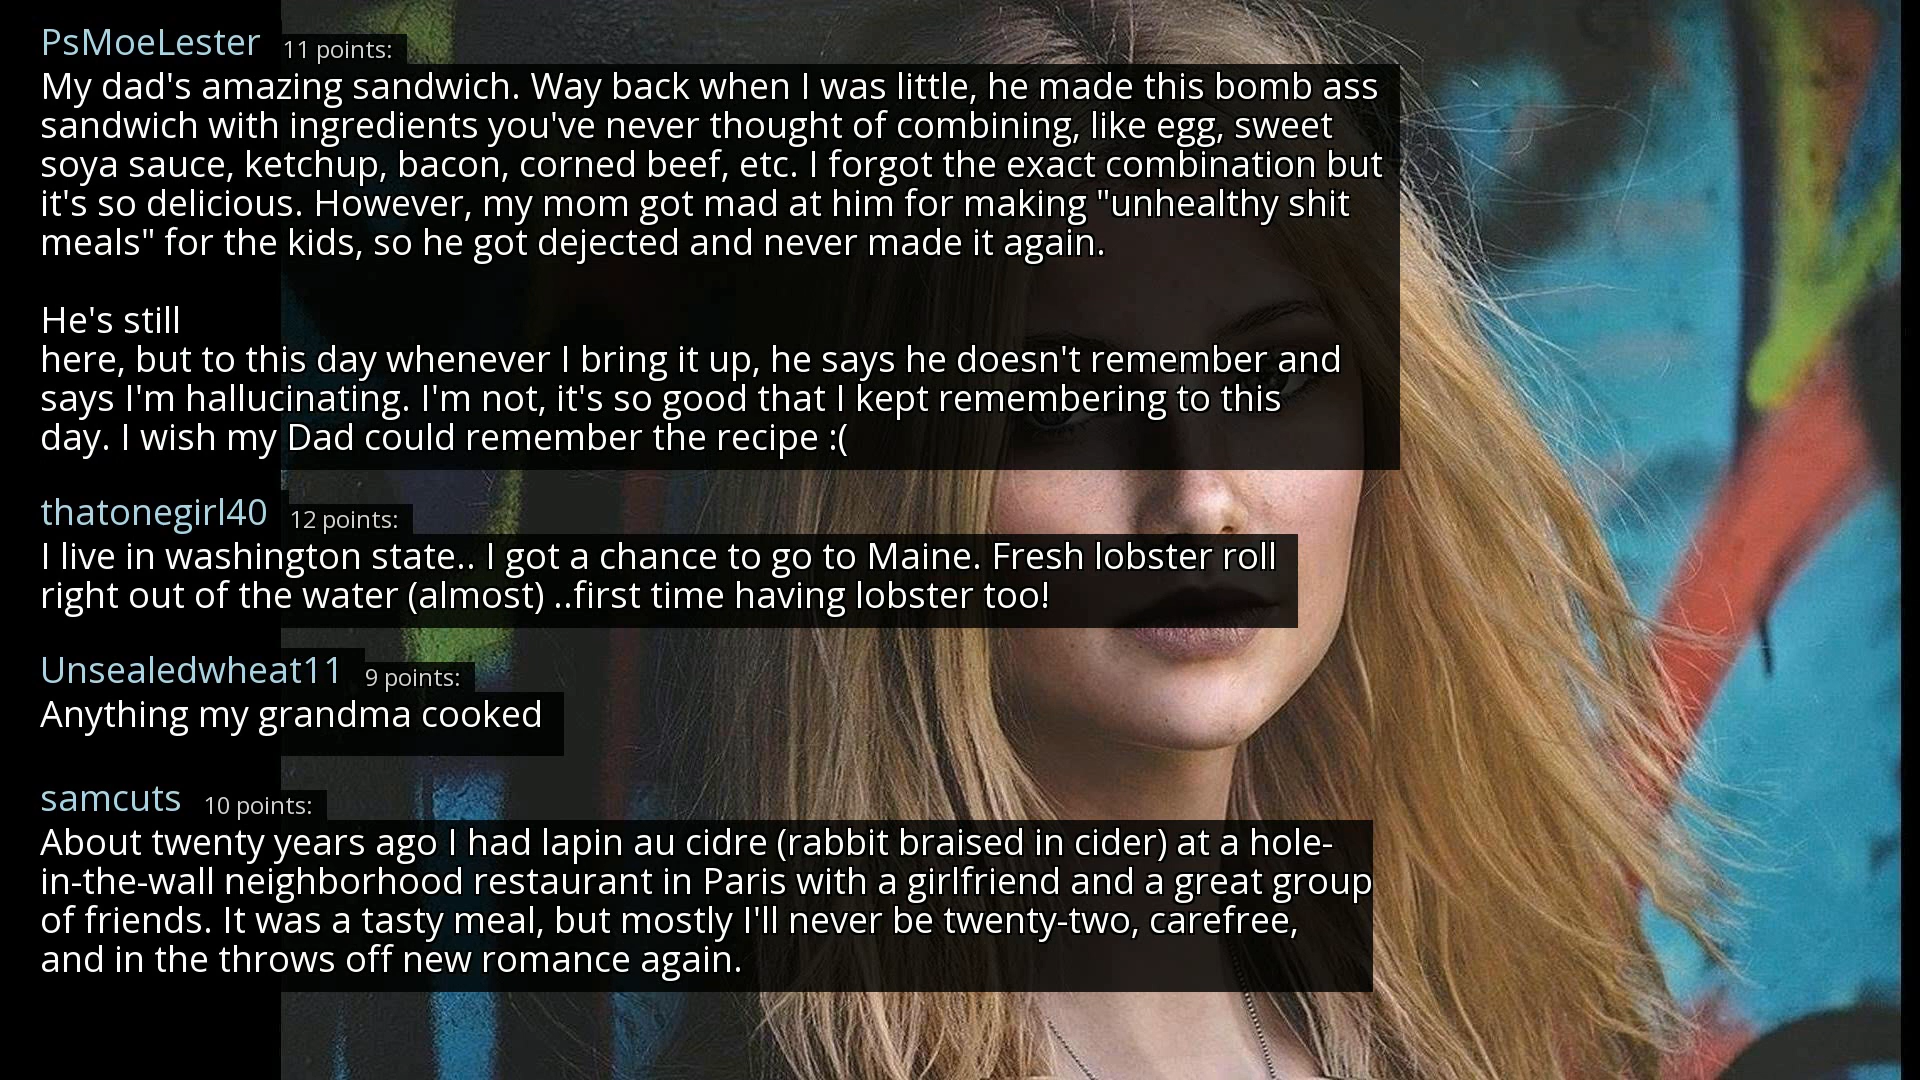 PsMoeLester 11 points:
My dad's amazing sandwich. Way back when I was little, he made this bomb ass
sandwich with ingredients you've never thought of combining, like egg, sweet
soya sauce, ketchup, bacon, corned beef, etc. I forgot the exact combination but
it's so delicious. However, my mom got mad at him for making "unhealthy shit
meals" for the kids, so he got dejected and never made it again.
He's still
here, but to this day whenever I bring it up, he says he doesn't remember and
says I'm hallucinating. I'm not, it's so good that I kept remembering to this
day. I wish my Dad could remember the recipe :(
thatonegirl40 12 points:
I live in washington state.. I got a chance to go to Maine. Fresh lobster roll
right out of the water (almost) ..first time having lobster too!
Unsealedwheat11 9 points:
Anything my grandma cooked
samcuts 10 points:
About twenty years ago I had lapin au cidre (rabbit braised in cider) at a hole-
in-the-wall neighborhood restaurant in Paris with a girlfriend and a great group
of friends. It was a tasty meal, but mostly I'll never be twenty-two, carefree,
and in the throws off new romance again.